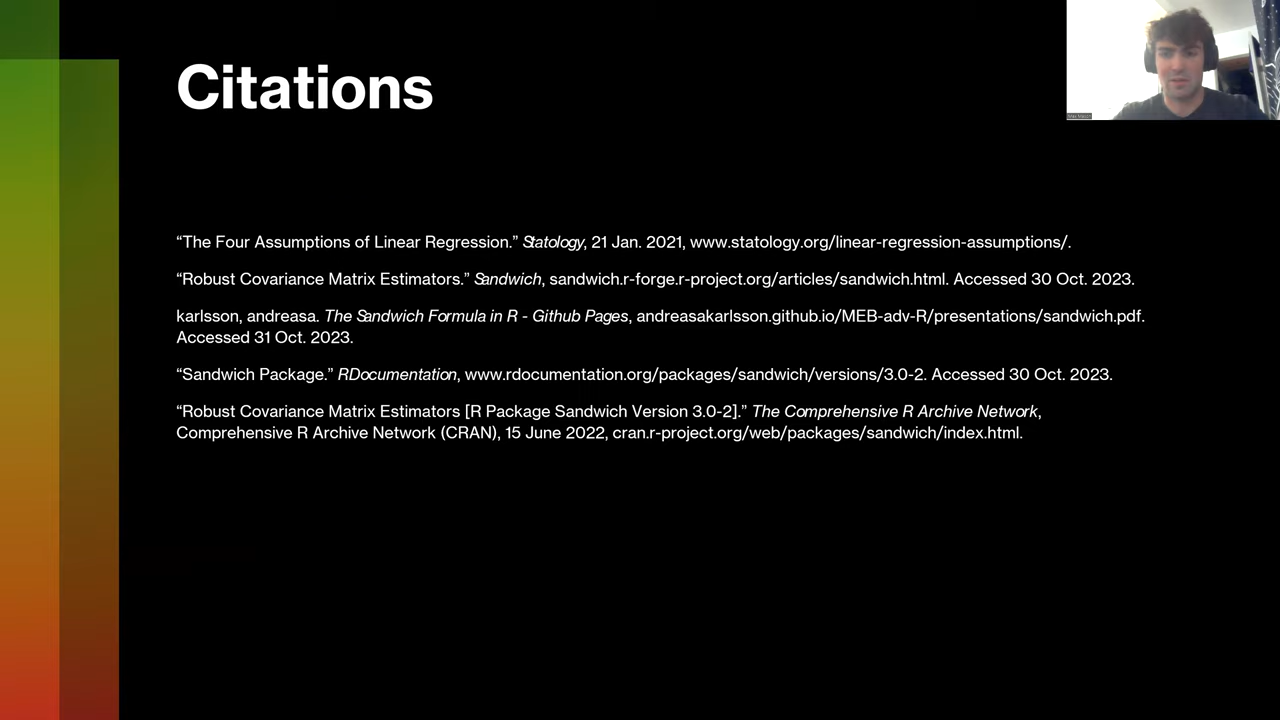 Citations
“The Four Assumptions of Linear Regression.” Statology, 21 Jan. 2021, www.statology.org/linear-regression-assumptions/.
“Robust Covariance Matrix Estimators.” Sandwich, sandwich.r-forge.r-project.org/articles/sandwich.html. Accessed 30 Oct. 2023.
karlsson, andreasa. The Sandwich Formula in R - Github Pages, andreasakarlsson.github.io/MEB-adv-R/presentations/sandwich.pdf.
Accessed 31 Oct. 2023.
“Sandwich Package.” RDocumentation, www.rdocumentation.org/packages/sandwich/versions/3.0-2. Accessed 30 Oct. 2023.
“Robust Covariance Matrix Estimators [R Package Sandwich Version 3.0-2].” The Comprehensive R Archive Network,
Comprehensive R Archive Network (CRAN), 15 June 2022, cran.r-project.org/web/packages/sandwich/index.html.